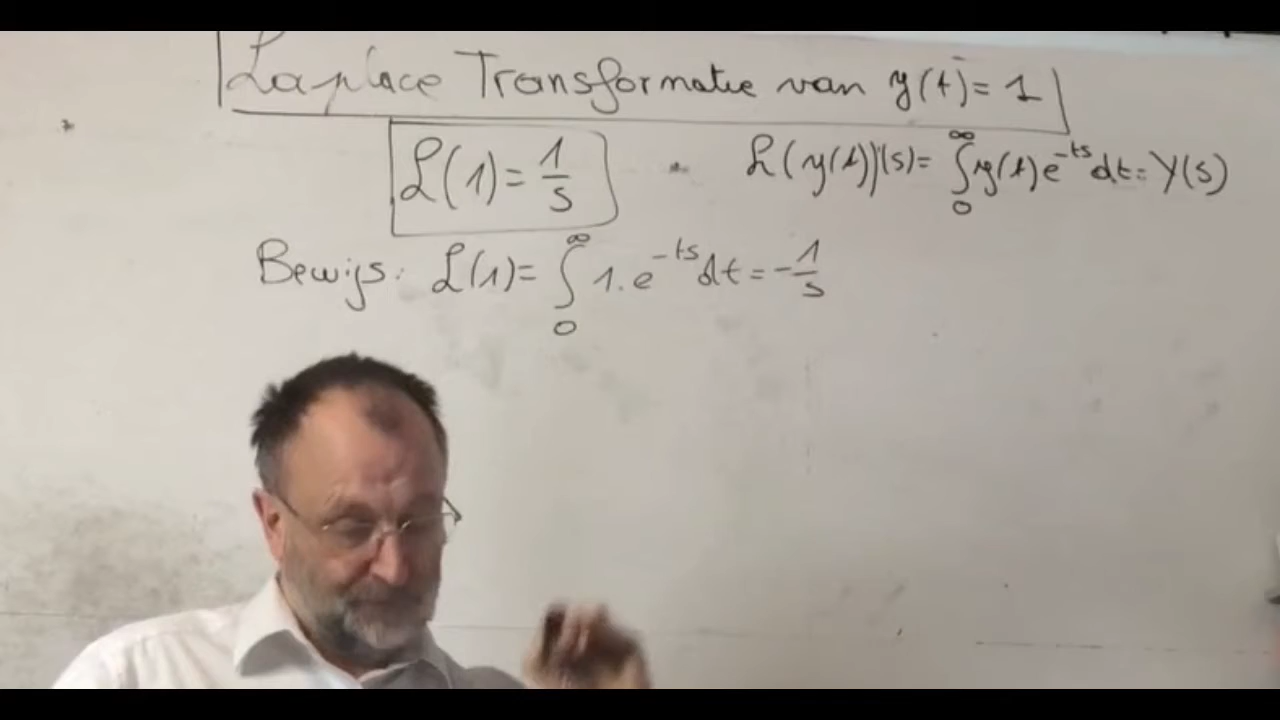 Laplace Transformatie van y(t) = 1
ℒ(1) = 1/s
ℒ(y(t))(s) = ∫₀^∞ y(t) e^(-ts) dt = Y(s)
Bewijs: ℒ(1) = ∫₀^∞ 1. e^(-ts) dt = -1/s